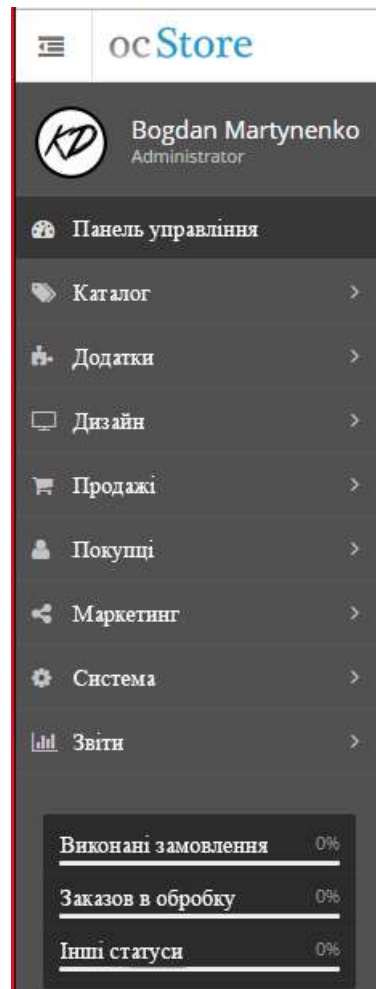 ocStore
KD
Bogdan Martynenko
Administrator
Панель управління
Каталог
Додатки
Дизайн
Продажі
Покупці
Маркетинг
Система
Звіти
Виконані замовлення 0%
Заказов в обробку 0%
Інші статуси 0%